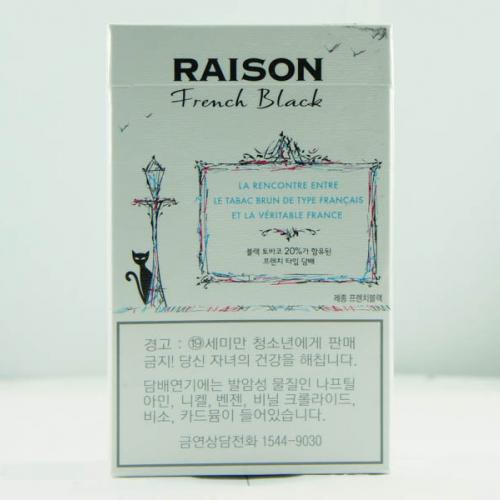 RAISON
French Black
LA RENCONTRE ENTRE
LE TABAC BRUN DE TYPE FRANÇAIS
ET LA VÉRITABLE FRANCE
블랙 토바코 20%가 함유된
프렌치 타입 담배
레종 프렌치블랙
경고 : ⑲세미만 청소년에게 판매
금지! 당신 자녀의 건강을 해칩니다.
담배연기에는 발암성 물질인 나프틸
아민, 니켈, 벤젠, 비닐 크롤라이드,
비소, 카드뮴이 들어있습니다.
금연상담전화 1544-9030